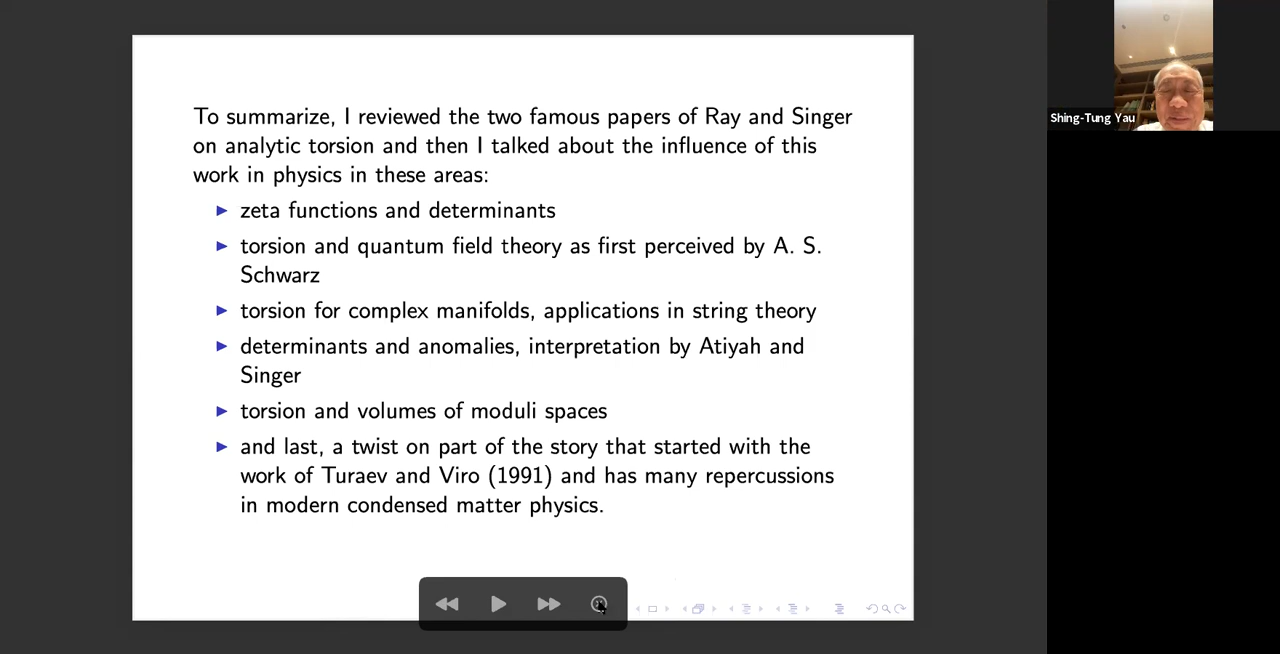 To summarize, I reviewed the two famous papers of Ray and Singer
on analytic torsion and then I talked about the influence of this
work in physics in these areas:
zeta functions and determinants
torsion and quantum field theory as first perceived by A. S.
Schwarz
torsion for complex manifolds, applications in string theory
determinants and anomalies, interpretation by Atiyah and
Singer
torsion and volumes of moduli spaces
and last, a twist on part of the story that started with the
work of Turaev and Viro (1991) and has many repercussions
in modern condensed matter physics.
Shing-Tung Yau